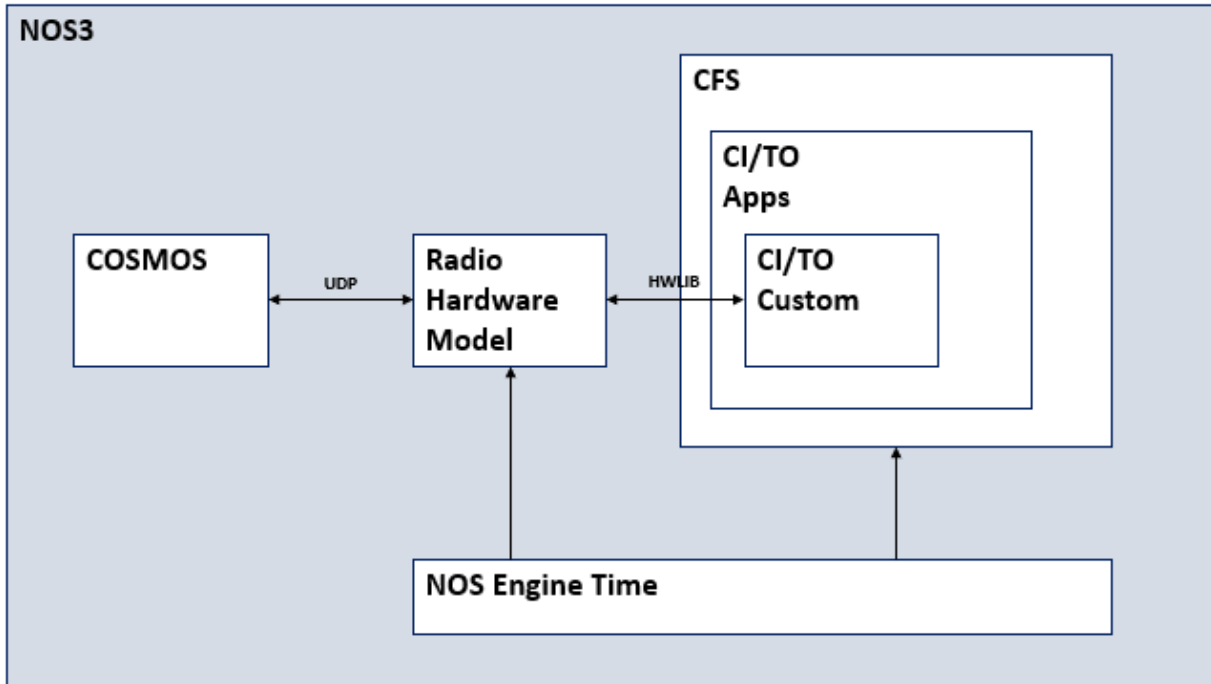 NOS3
CFS
CI/TO
Apps
COSMOS
UDP
Radio
Hardware
Model
HWLIB
CI/TO
Custom
NOS Engine Time